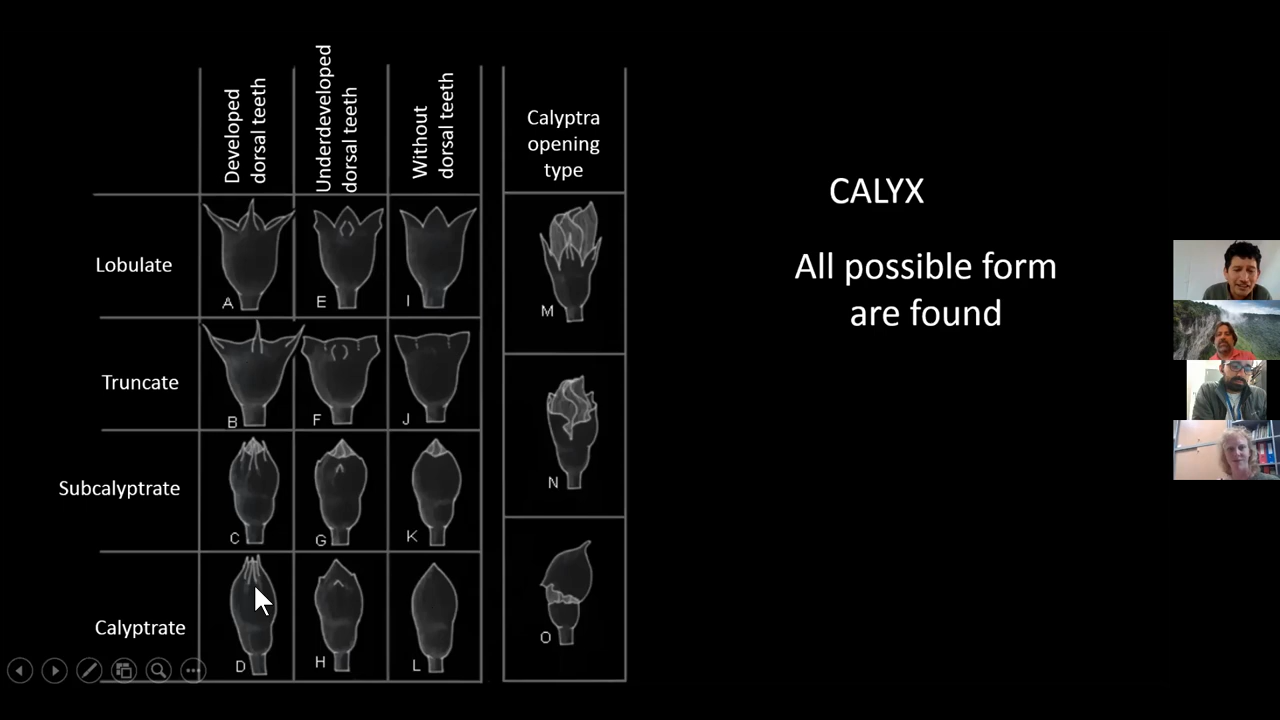 Developed
dorsal teeth
Underdeveloped
dorsal teeth
Without
dorsal teeth
Calyptra
opening
type
CALYX
All possible form
are found
Lobulate
A
E
I
M
Truncate
B
F
J
N
Subcalyptrate
C
G
K
Calyptrate
D
H
L
O